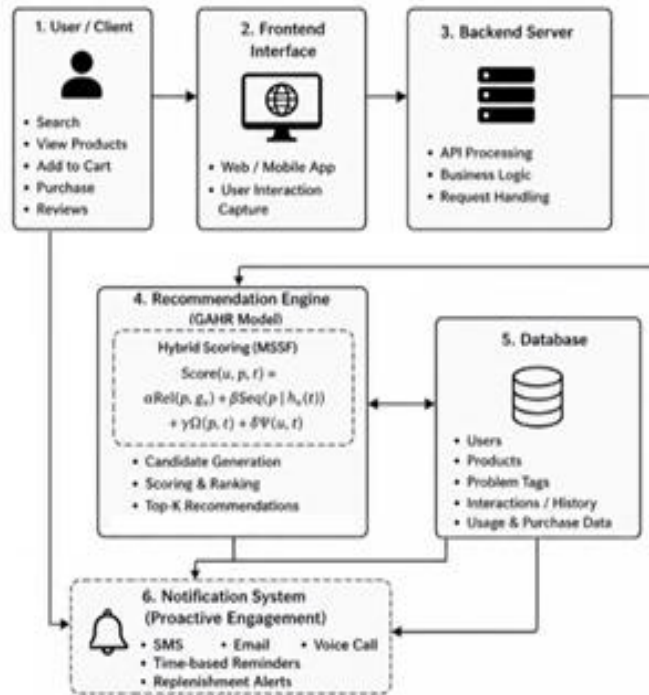 1. User / Client
• Search
• View Products
• Add to Cart
• Purchase
• Reviews
2. Frontend
Interface
• Web / Mobile App
• User Interaction
Capture
3. Backend Server
• API Processing
• Business Logic
• Request Handling
4. Recommendation Engine
(GAHR Model)
Hybrid Scoring (MSSF)
Score(u, p, t) =
αRel(p, gᵤ) + βSeq(p | hᵤ(t))
+ γΩ(p, t) + δΨ(u, t)
• Candidate Generation
• Scoring & Ranking
• Top-K Recommendations
5. Database
• Users
• Products
• Problem Tags
• Interactions / History
• Usage & Purchase Data
6. Notification System
(Proactive Engagement)
• SMS • Email • Voice Call
• Time-based Reminders
• Replenishment Alerts